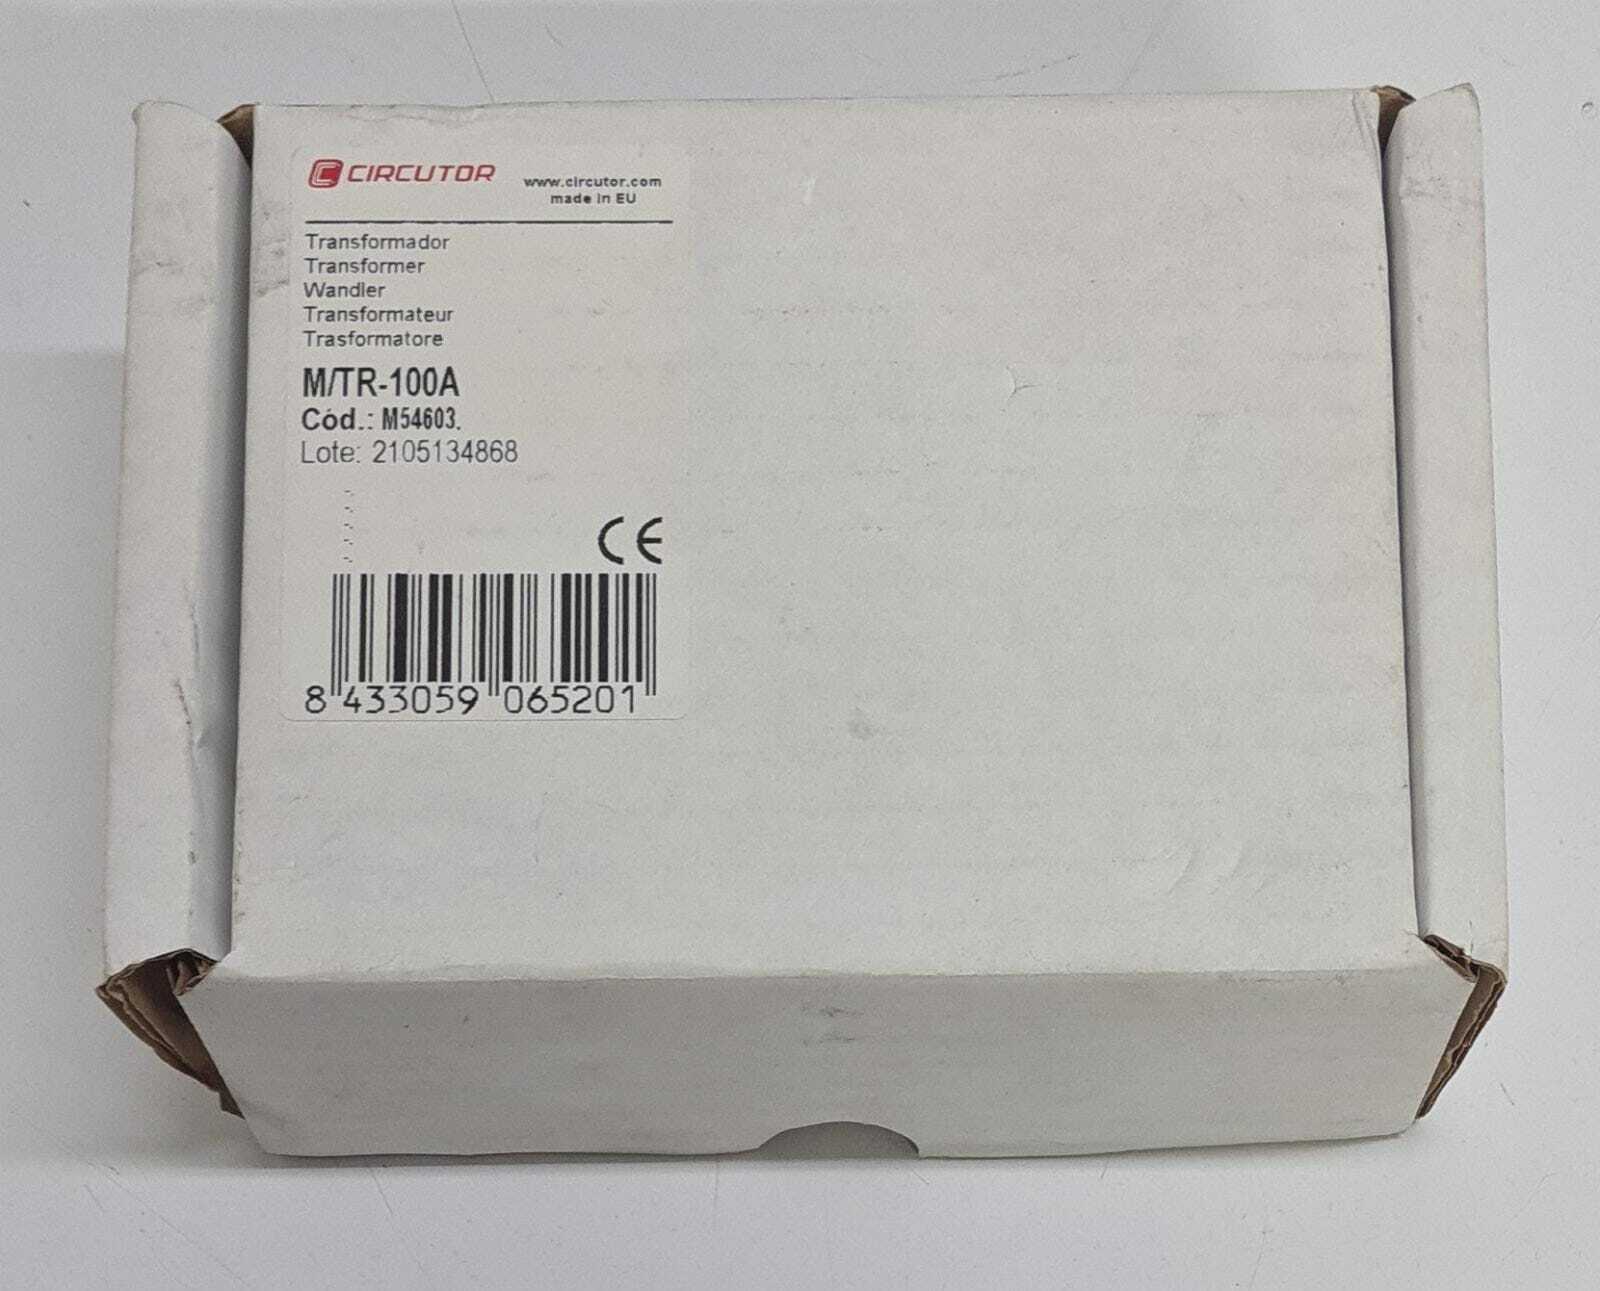 CIRCUTOR
www.circutor.com
made in EU
Transformador
Transformer
Wandler
Transformateur
Trasformatore
M/TR-100A
Cód.: M54603.
Lote: 2105134868
CE
8 433059 065201